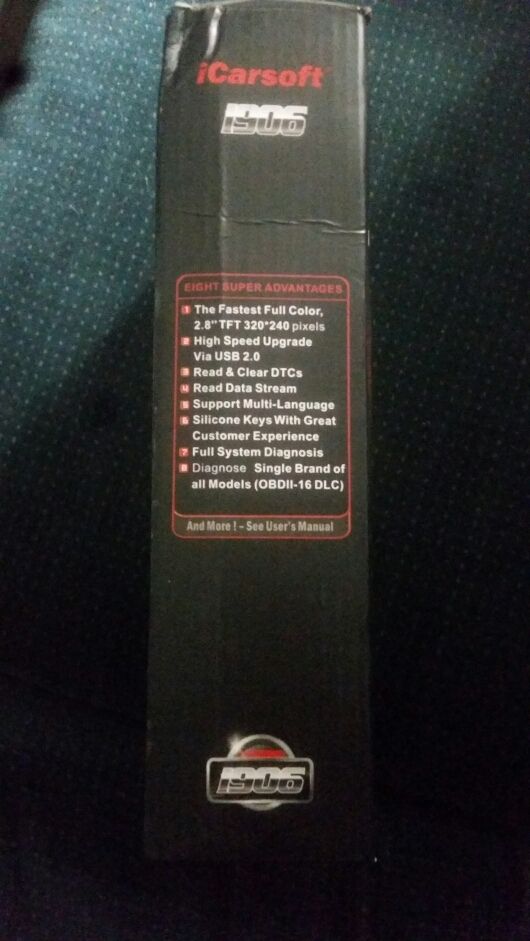 iCarsoft
i906
EIGHT SUPER ADVANTAGES
1 The Fastest Full Color,
2.8" TFT 320*240 pixels
2 High Speed Upgrade
Via USB 2.0
3 Read & Clear DTCs
4 Read Data Stream
5 Support Multi-Language
6 Silicone Keys With Great
Customer Experience
7 Full System Diagnosis
8 Diagnose Single Brand of
all Models (OBDII-16 DLC)
And More ! - See User's Manual
i906